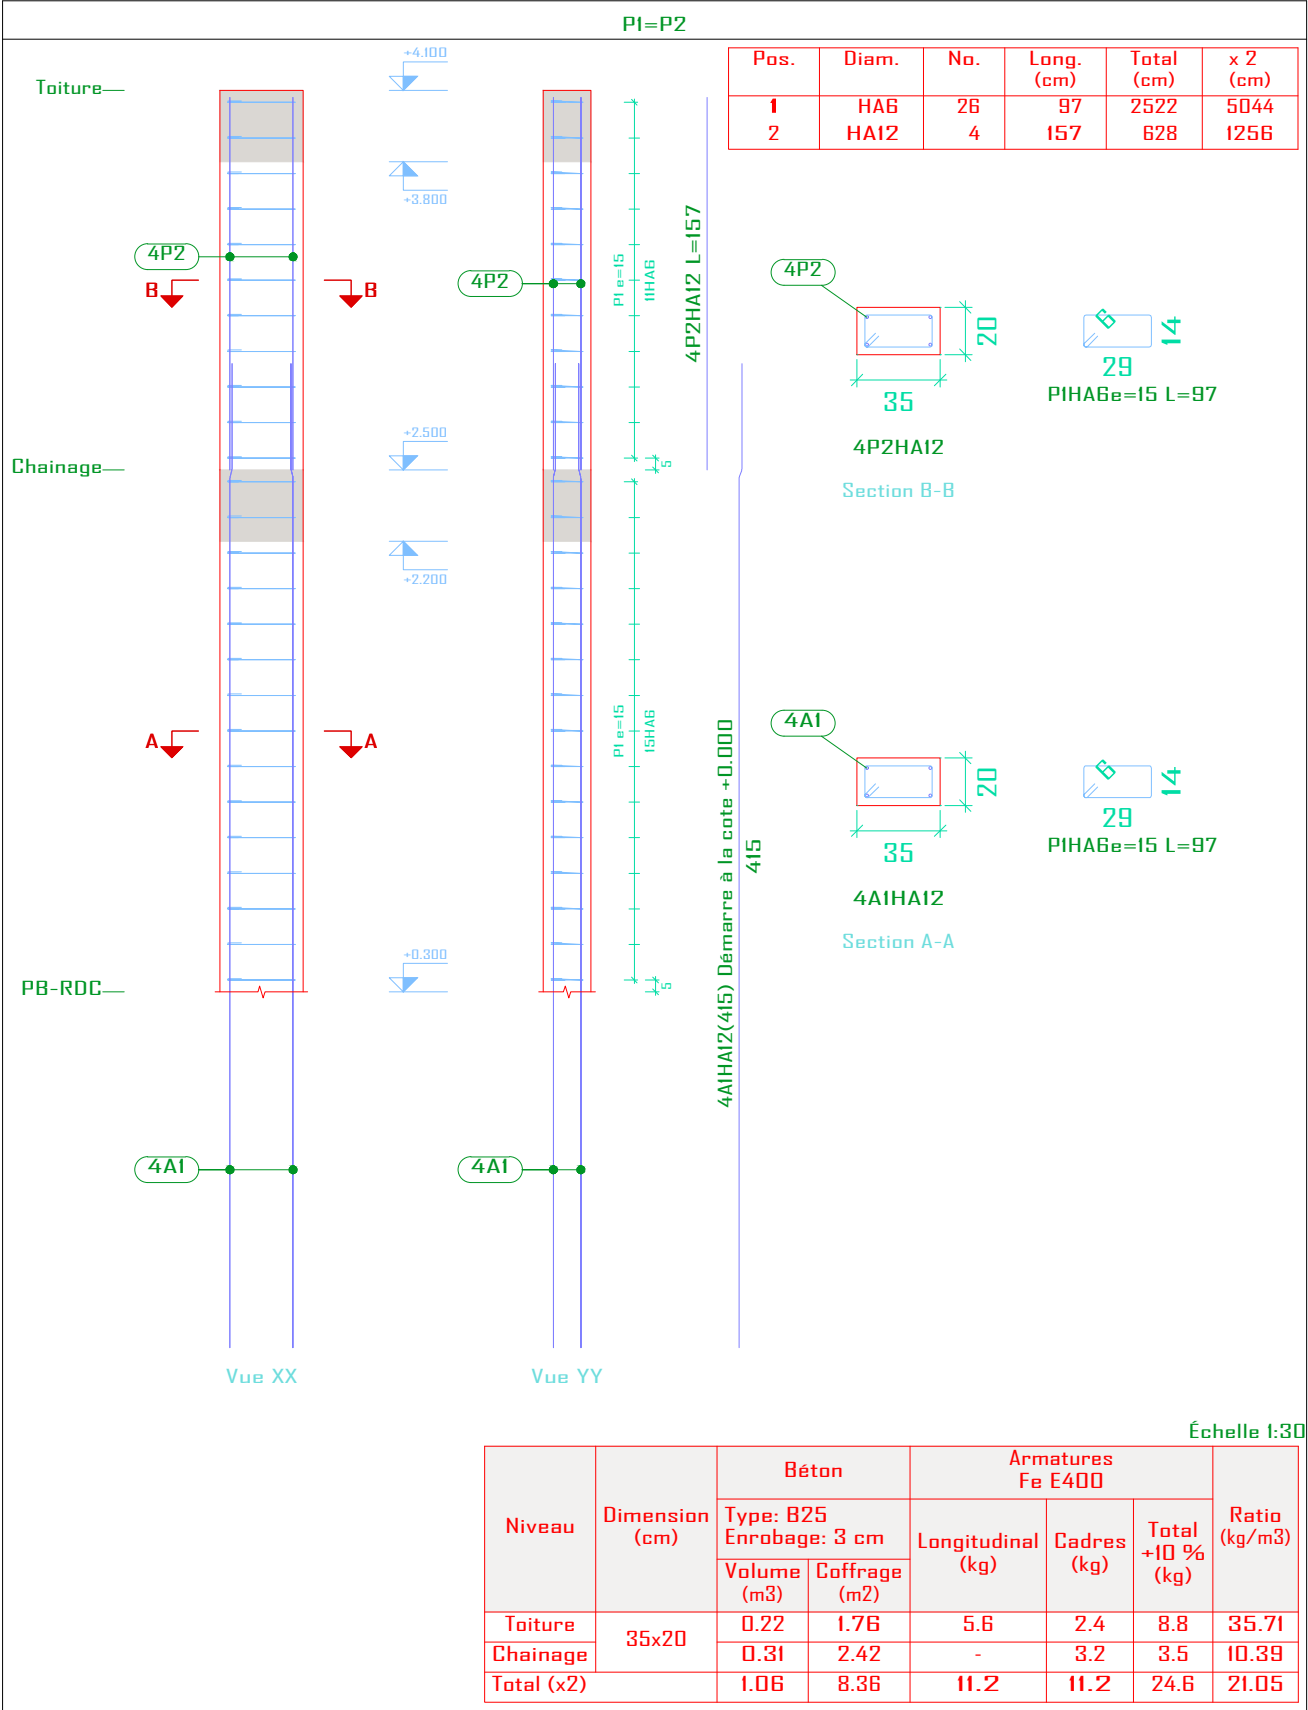 P1=P2
Pos. Diam. No. Long. (cm) Total (cm) x 2 (cm)
1 HA6 26 97 2522 5044
2 HA12 4 157 628 1256
Toiture
+4.100
+3.800
4P2
B B
4P2
P1 e=15
11HA6
4P2HA12 L=157
4P2
20
35
4P2HA12
Section B-B
6
14
29
P1HA6e=15 L=97
+2.500
Chainage
5
+2.200
A A
P1 e=15
15HA6
4A1HA12(415) Démarre à la cote +0.000
415
4A1
20
35
4A1HA12
Section A-A
6
14
29
P1HA6e=15 L=97
+0.300
PB-RDC
5
4A1
4A1
Vue XX
Vue YY
Échelle 1:30
Niveau
Dimension
(cm)
Béton
Type: B25
Enrobage: 3 cm
Volume
(m3)
Coffrage
(m2)
Armatures
Fe E400
Longitudinal
(kg)
Cadres
(kg)
Total
+10 %
(kg)
Ratio
(kg/m3)
Toiture 35x20 0.22 1.76 5.6 2.4 8.8 35.71
Chainage 0.31 2.42 - 3.2 3.5 10.39
Total (x2) 1.06 8.36 11.2 11.2 24.6 21.05